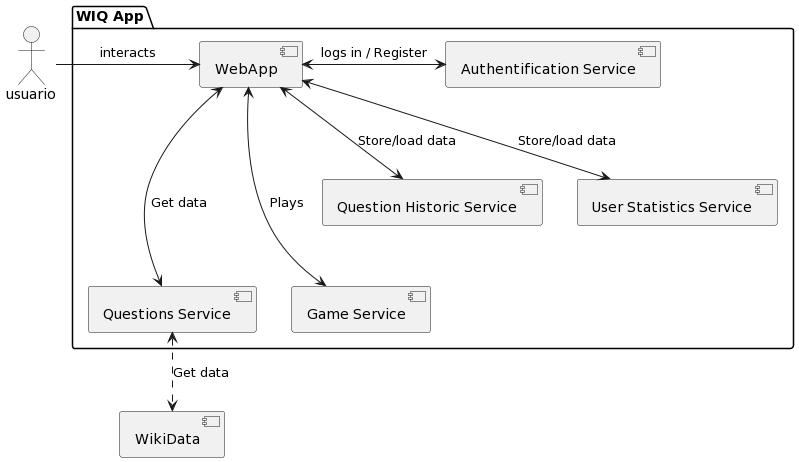 WIQ App
usuario
interacts
WebApp
logs in / Register
Authentification Service
Store/load data
Store/load data
Get data
Plays
Question Historic Service
User Statistics Service
Questions Service
Game Service
Get data
WikiData